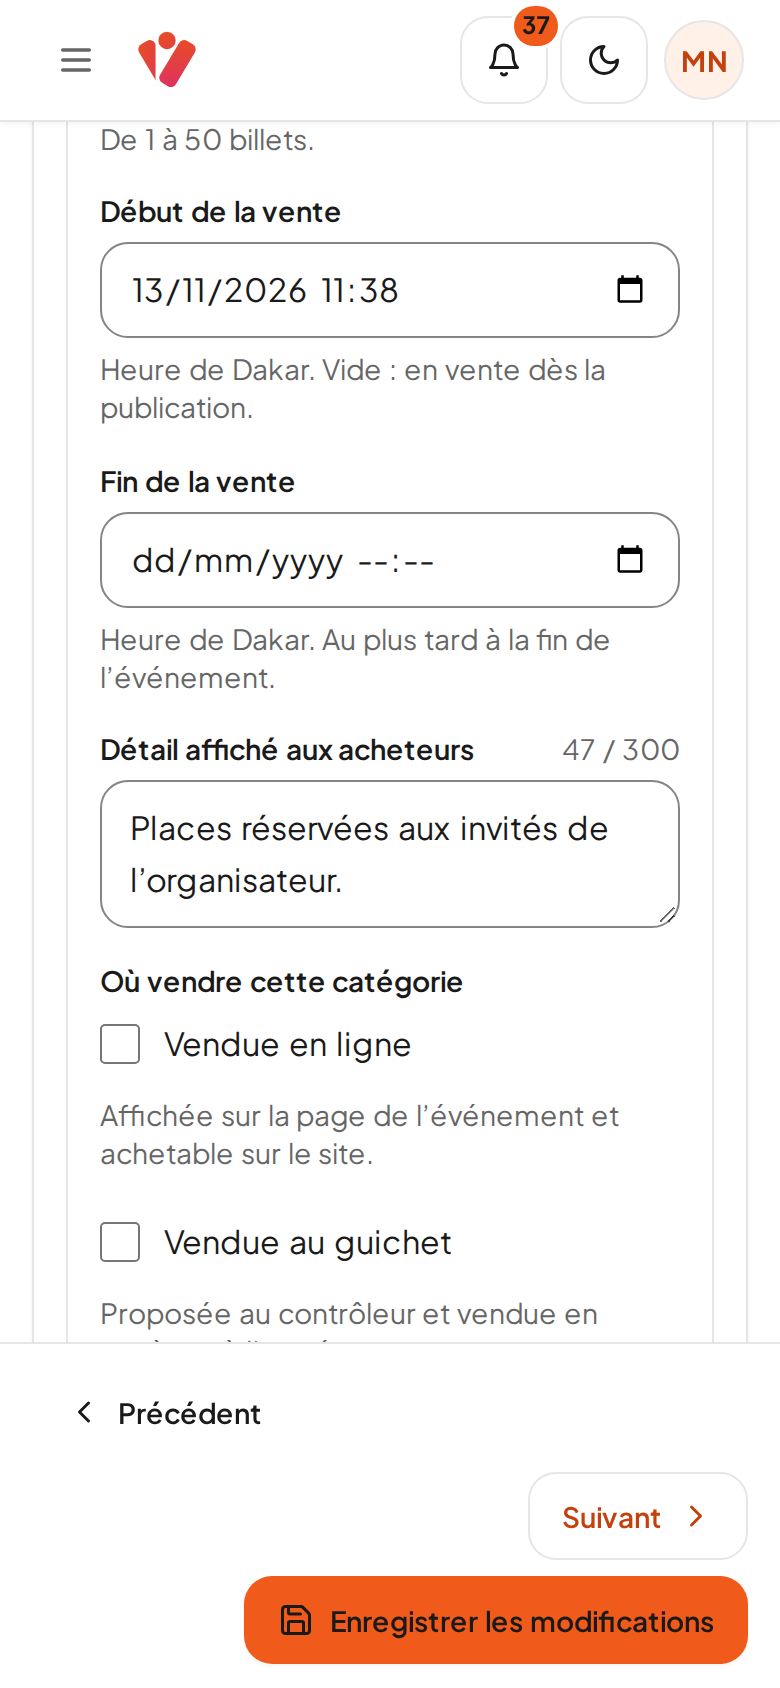 37
MN
De 1 à 50 billets.
Début de la vente
13/11/2026 11:38
Heure de Dakar. Vide : en vente dès la
publication.
Fin de la vente
dd/mm/yyyy --:--
Heure de Dakar. Au plus tard à la fin de
l’événement.
Détail affiché aux acheteurs 47 / 300
Places réservées aux invités de
l’organisateur.
Où vendre cette catégorie
Vendue en ligne
Affichée sur la page de l’événement et
achetable sur le site.
Vendue au guichet
Proposée au contrôleur et vendue en
Précédent
Suivant
Enregistrer les modifications